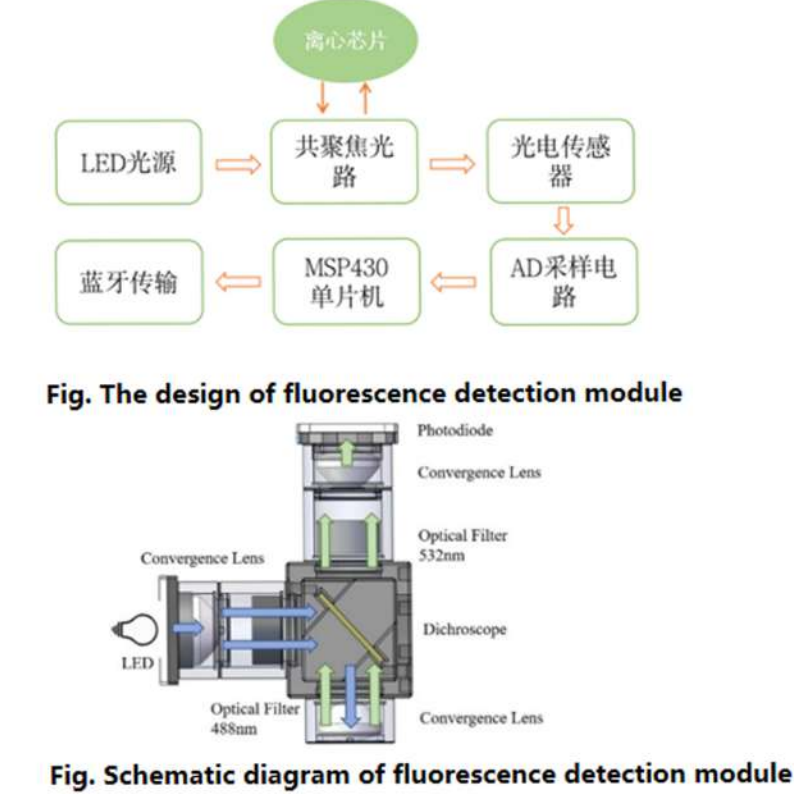 离心芯片
LED光源
共聚焦光
路
光电传感
器
蓝牙传输
MSP430
单片机
AD采样电
路
Fig. The design of fluorescence detection module
Photodiode
Convergence Lens
Optical Filter
532nm
Convergence Lens
Dichroscope
LED
Optical Filter
488nm
Convergence Lens
Fig. Schematic diagram of fluorescence detection module